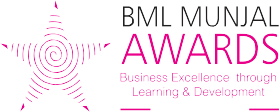 BML MUNJAL
AWARDS
Business Excellence through
Learning & Development